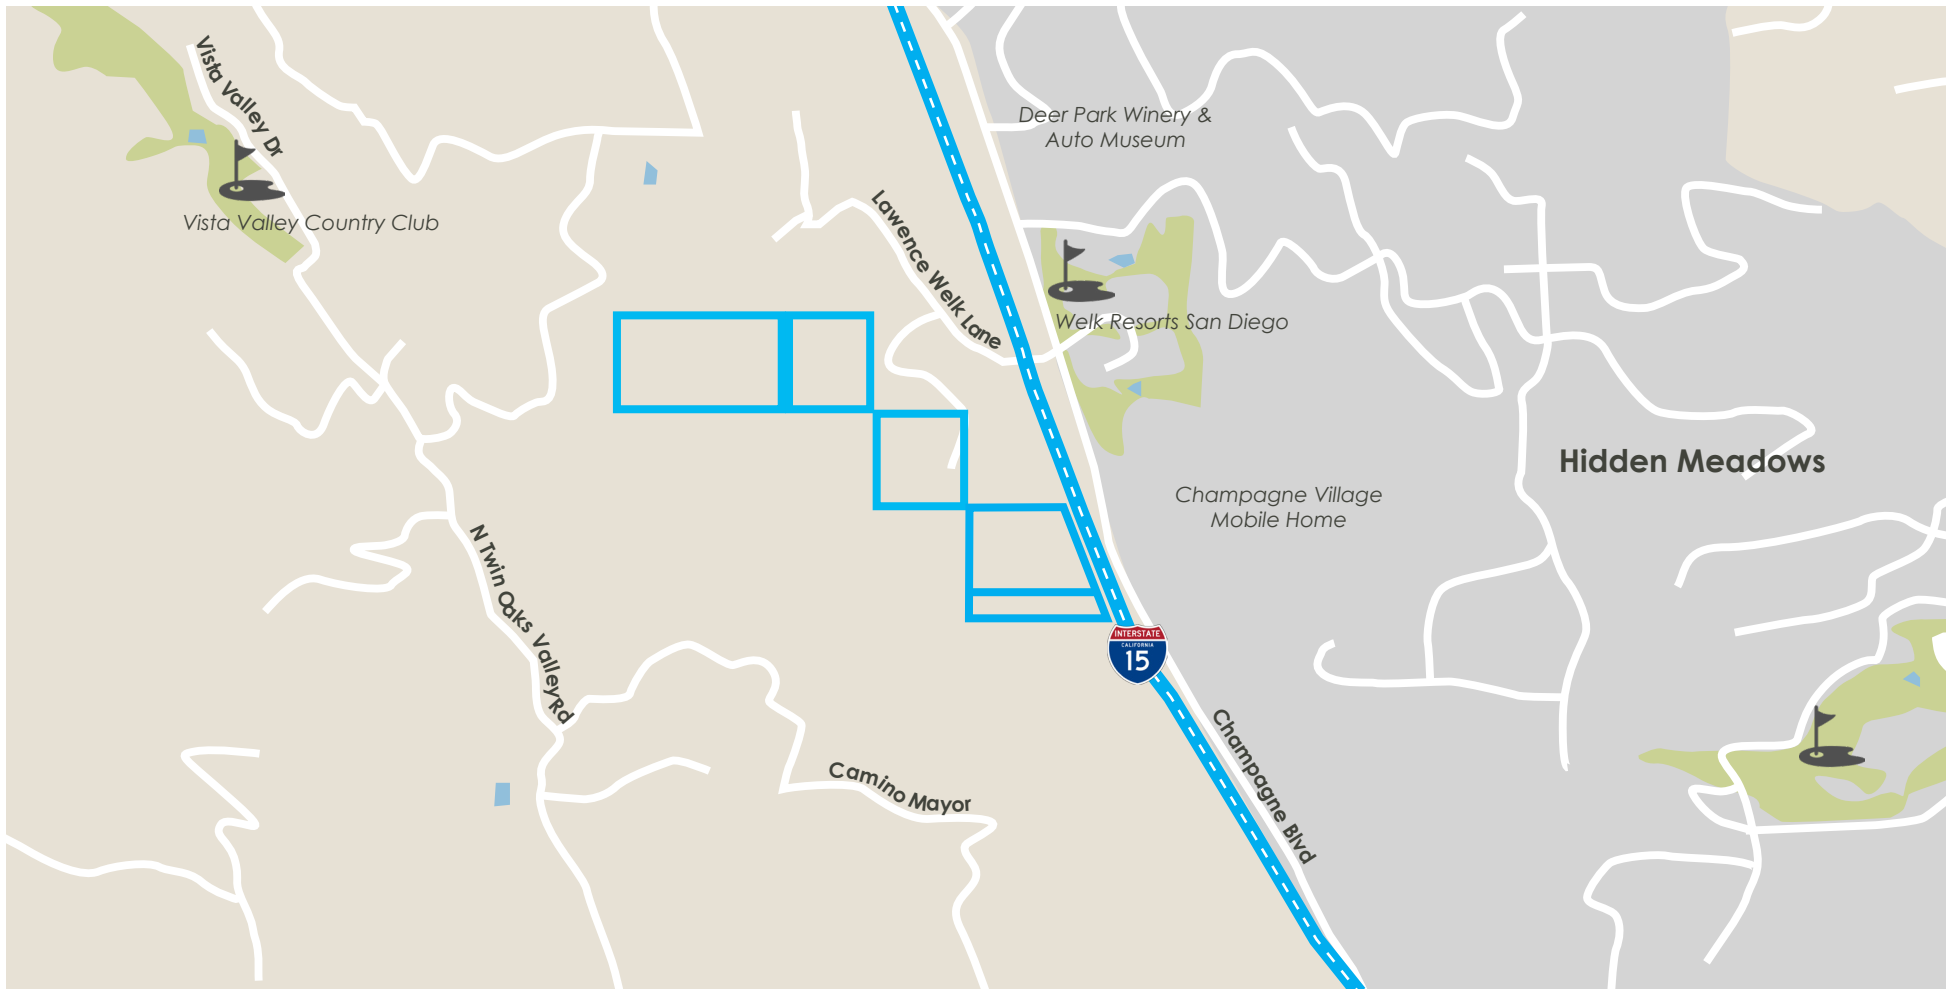 Vista Valley Dr
Deer Park Winery &
Auto Museum
Vista Valley Country Club
Lawence Welk Lane
Welk Resorts San Diego
Hidden Meadows
Champagne Village
Mobile Home
N Twin Oaks Valley Rd
INTERSTATE
CALIFORNIA
15
Champagne Blvd
Camino Mayor